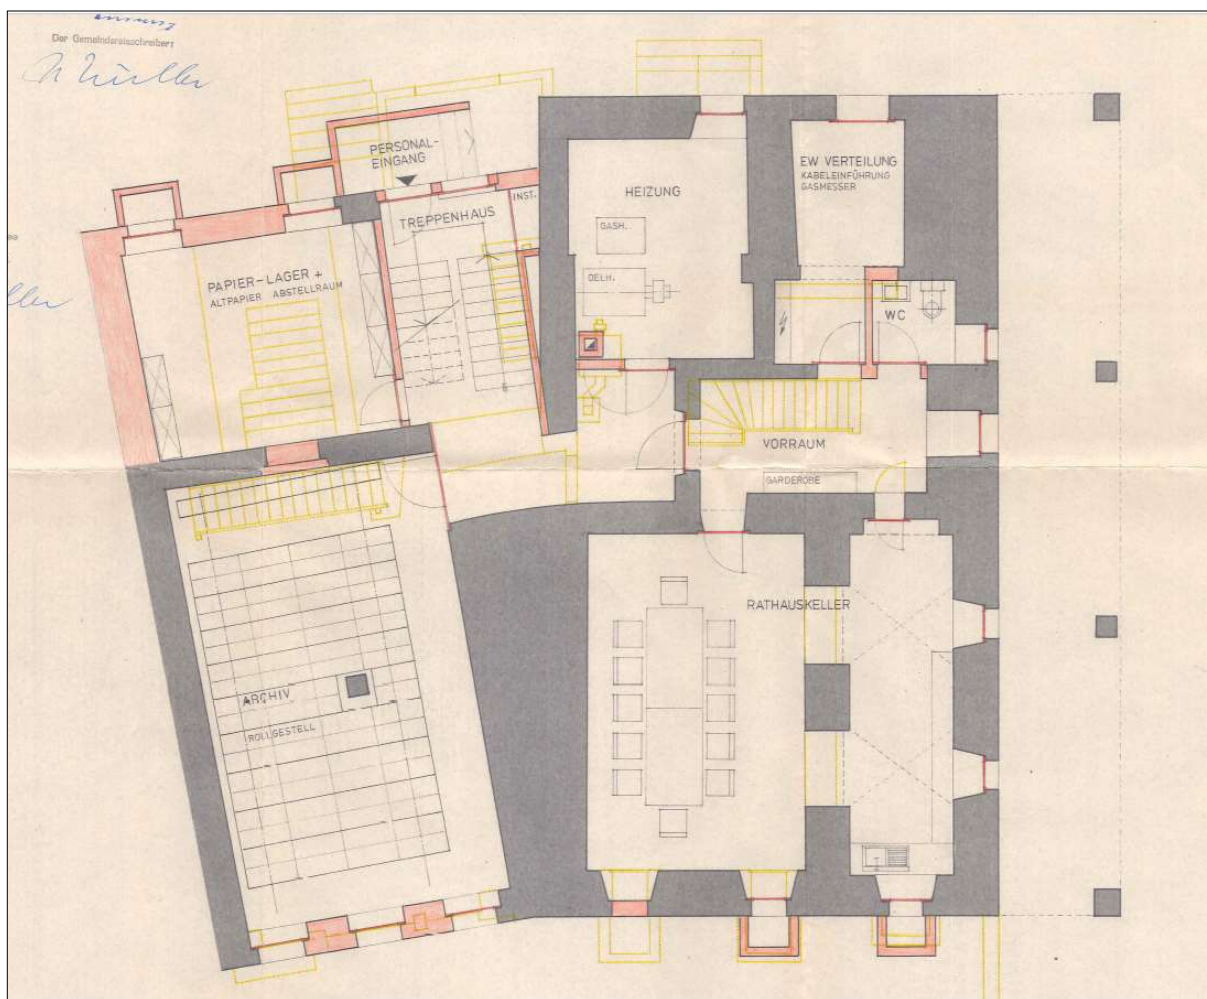 Der Gemeinderatsschreiber:
PERSONAL-
EINGANG
TREPPENHAUS
INST.
HEIZUNG
GASH.
OELH.
EW VERTEILUNG
KABELEINFÜHRUNG
GASMESSER
WC
PAPIER-LAGER +
ALTPAPIER ABSTELLRAUM
VORRAUM
GARDEROBE
RATHAUSKELLER
ARCHIV
ROLLGESTELL